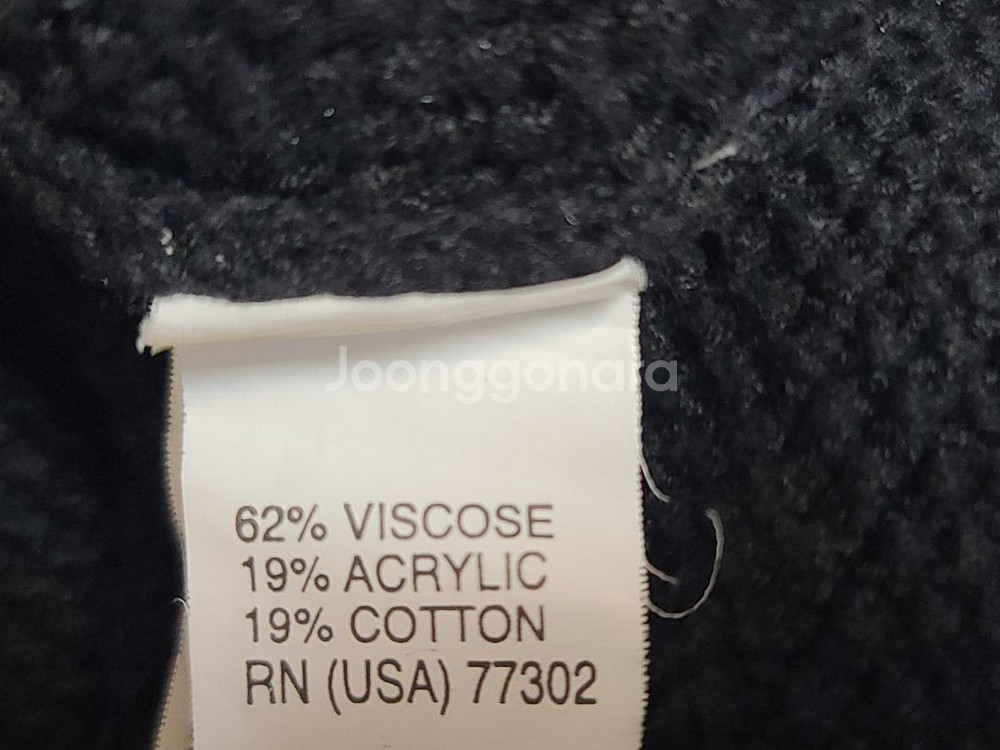 Joonggonara
62% VISCOSE
19% ACRYLIC
19% COTTON
RN (USA) 77302